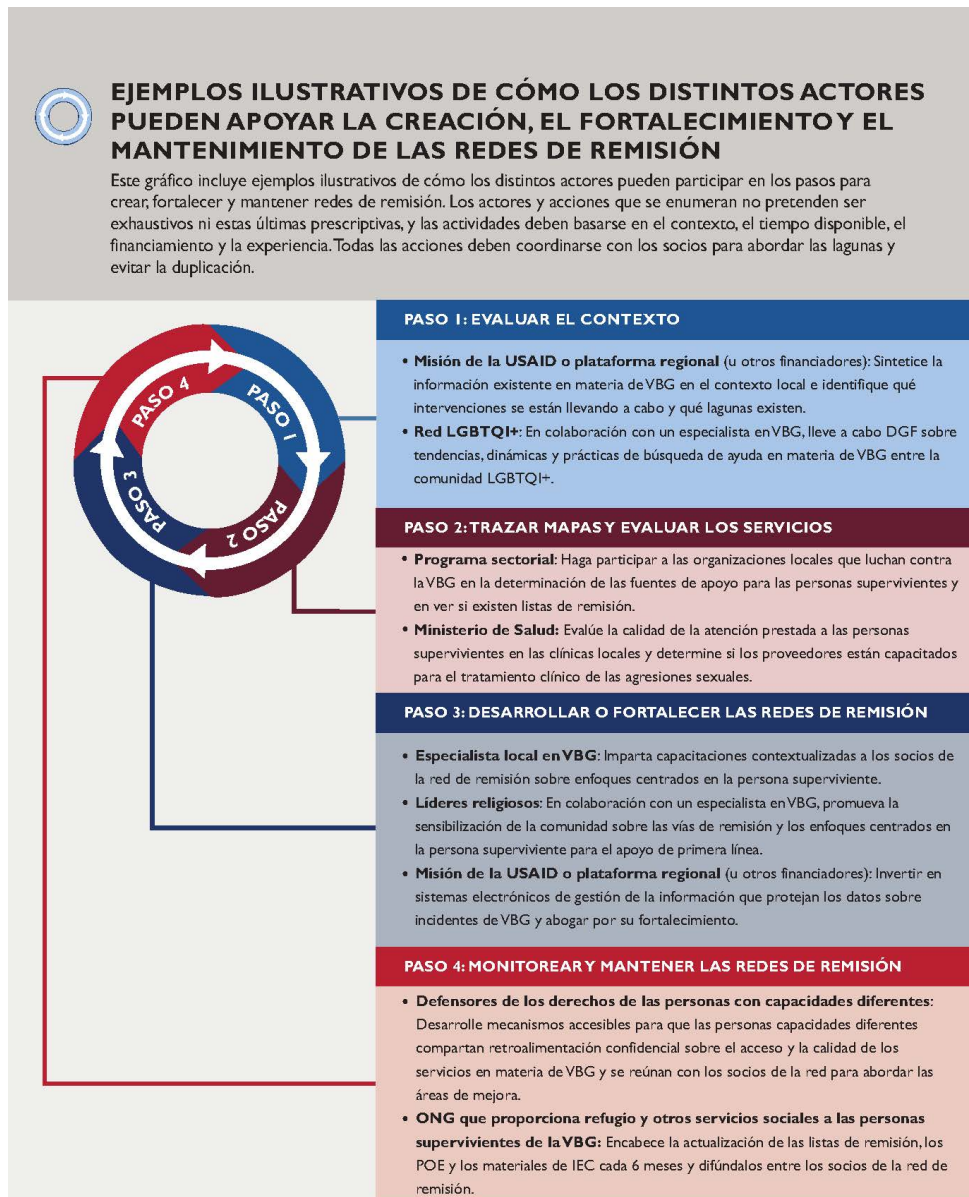 EJEMPLOS ILUSTRATIVOS DE CÓMO LOS DISTINTOS ACTORES
PUEDEN APOYAR LA CREACIÓN, EL FORTALECIMIENTO Y EL
MANTENIMIENTO DE LAS REDES DE REMISIÓN
Este gráfico incluye ejemplos ilustrativos de cómo los distintos actores pueden participar en los pasos para
crear, fortalecer y mantener redes de remisión. Los actores y acciones que se enumeran no pretenden ser
exhaustivos ni estas últimas prescriptivas, y las actividades deben basarse en el contexto, el tiempo disponible, el
financiamiento y la experiencia. Todas las acciones deben coordinarse con los socios para abordar las lagunas y
evitar la duplicación.
PASO 1
PASO 2
PASO 3
PASO 4
PASO 1: EVALUAR EL CONTEXTO
• Misión de la USAID o plataforma regional (u otros financiadores): Sintetice la
información existente en materia de VBG en el contexto local e identifique qué
intervenciones se están llevando a cabo y qué lagunas existen.
• Red LGBTQI+: En colaboración con un especialista en VBG, lleve a cabo DGF sobre
tendencias, dinámicas y prácticas de búsqueda de ayuda en materia de VBG entre la
comunidad LGBTQI+.
PASO 2: TRAZAR MAPAS Y EVALUAR LOS SERVICIOS
• Programa sectorial: Haga participar a las organizaciones locales que luchan contra
la VBG en la determinación de las fuentes de apoyo para las personas supervivientes y
en ver si existen listas de remisión.
• Ministerio de Salud: Evalúe la calidad de la atención prestada a las personas
supervivientes en las clínicas locales y determine si los proveedores están capacitados
para el tratamiento clínico de las agresiones sexuales.
PASO 3: DESARROLLAR O FORTALECER LAS REDES DE REMISIÓN
• Especialista local en VBG: Imparta capacitaciones contextualizadas a los socios de
la red de remisión sobre enfoques centrados en la persona superviviente.
• Líderes religiosos: En colaboración con un especialista en VBG, promueva la
sensibilización de la comunidad sobre las vías de remisión y los enfoques centrados en
la persona superviviente para el apoyo de primera línea.
• Misión de la USAID o plataforma regional (u otros financiadores): Invertir en
sistemas electrónicos de gestión de la información que protejan los datos sobre
incidentes de VBG y abogar por su fortalecimiento.
PASO 4: MONITOREAR Y MANTENER LAS REDES DE REMISIÓN
• Defensores de los derechos de las personas con capacidades diferentes:
Desarrolle mecanismos accesibles para que las personas capacidades diferentes
compartan retroalimentación confidencial sobre el acceso y la calidad de los
servicios en materia de VBG y se reúnan con los socios de la red para abordar las
áreas de mejora.
• ONG que proporciona refugio y otros servicios sociales a las personas
supervivientes de la VBG: Encabece la actualización de las listas de remisión, los
POE y los materiales de IEC cada 6 meses y difúndalos entre los socios de la red de
remisión.